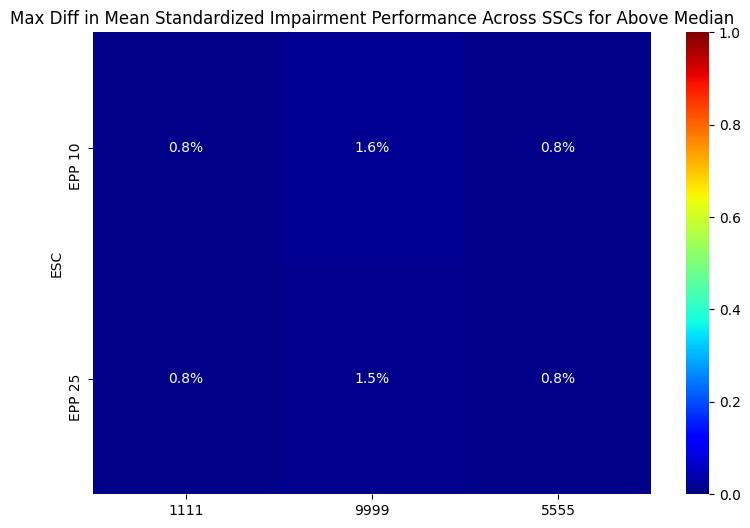 Max Diff in Mean Standardized Impairment Performance Across SSCs for Above Median
1.0
0.8
0.6
0.4
0.2
0.0
ESC
EPP 10
0.8% 1.6% 0.8%
EPP 25
0.8% 1.5% 0.8%
1111 9999 5555